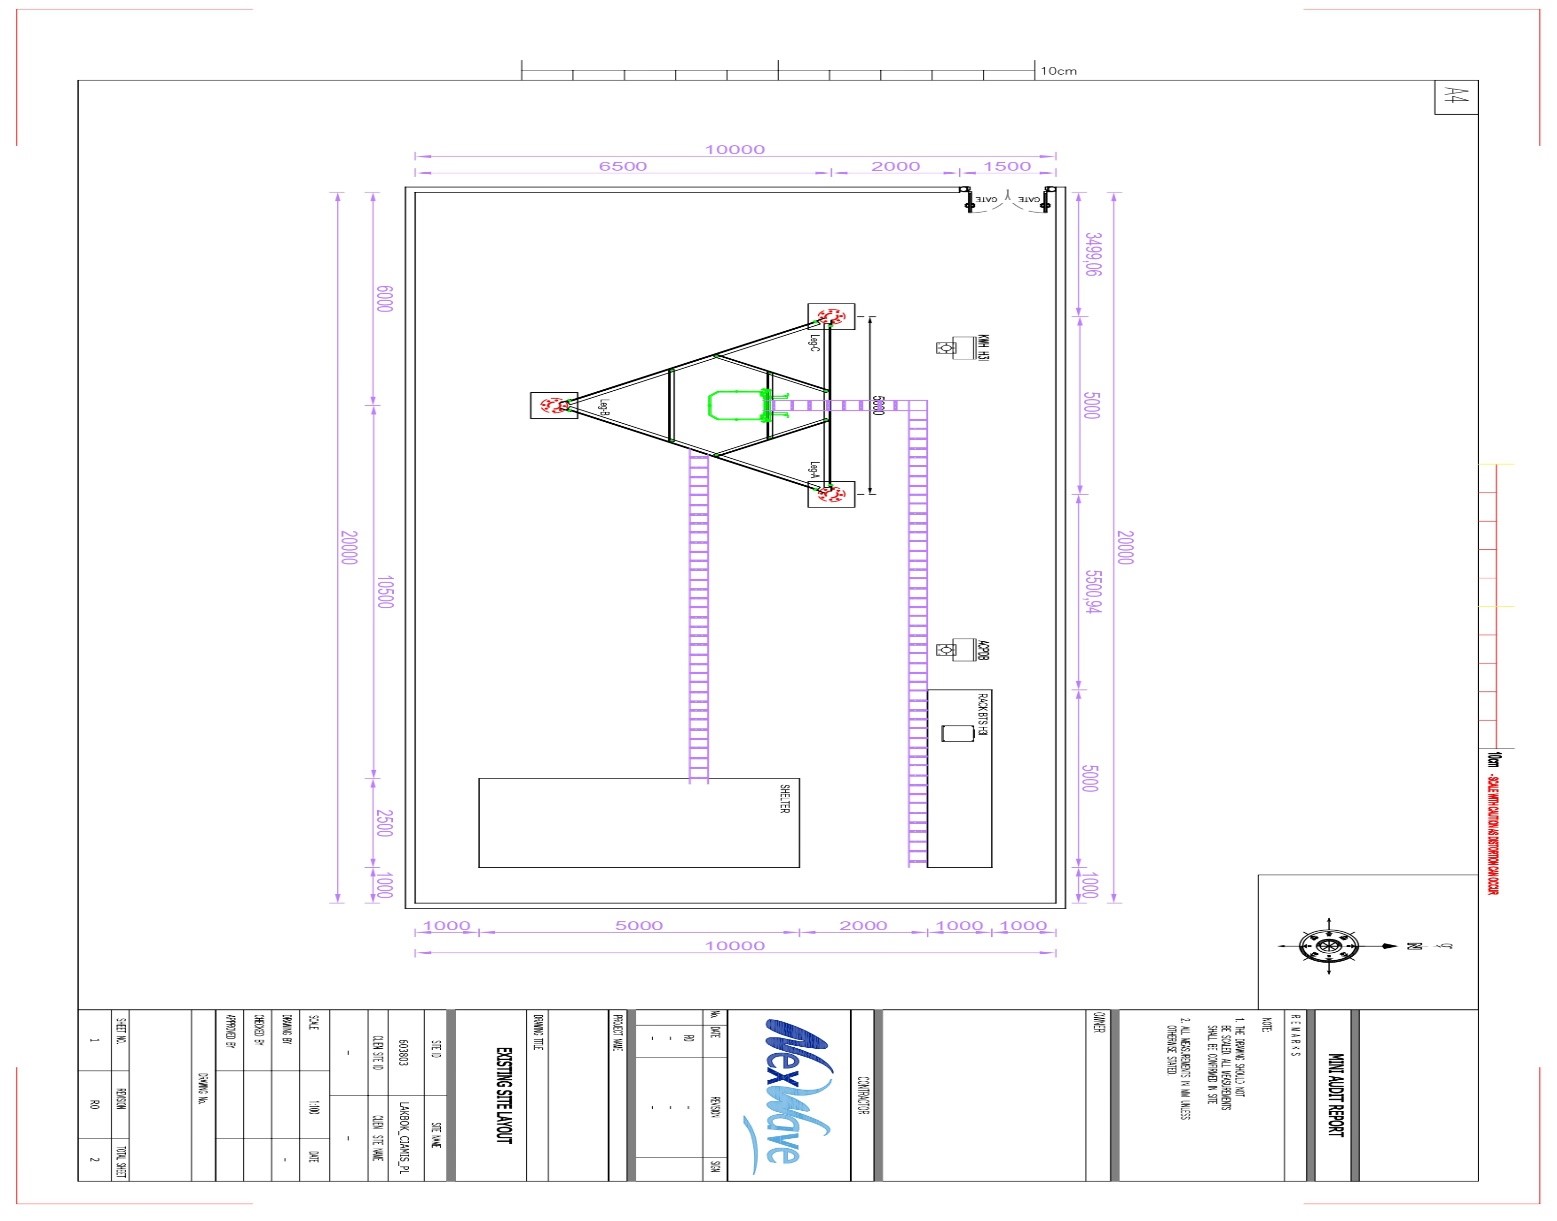 10cm
A4
10000
6500
2000
1500
GATE
GATE
3499,06
5000
5500,94
5000
1000
20000
6000
10500
2500
1000
20000
Leg-C
Leg-B
Leg-A
5000
KWH H3I
ACPDB
RACK BTS H3I
SHELTER
1000
5000
2000
1000
1000
10000
10cm - SCALE WITH CAUTION AS DISTORTION CAN OCCUR
MINI AUDIT REPORT
REMARKS
NOTE:
1. THE DRAWING SHOULD NOT
BE SCALED. ALL MEASUREMENTS
SHALL BE CONFIRMED IN SITE
2. ALL MEASUREMENTS IN MM UNLESS
OTHERWISE STATED.
OWNER
CONTRACTOR
NexWave
No. DATE REVISION SIGN
R0 -
- -
- -
PROJECT NAME
DRAWING TITLE
EXISTING SITE LAYOUT
SITE ID SITE NAME
603803 LAKBOK_CIAMIS_PL
CLIEN SITE ID CLIEN SITE NAME
- -
SCALE 1:100 DATE
DRAWING BY -
CHECKED BY
APPROVED BY
DRAWING No.
SHEET NO. REVISION TOTAL SHEET
1 R0 2